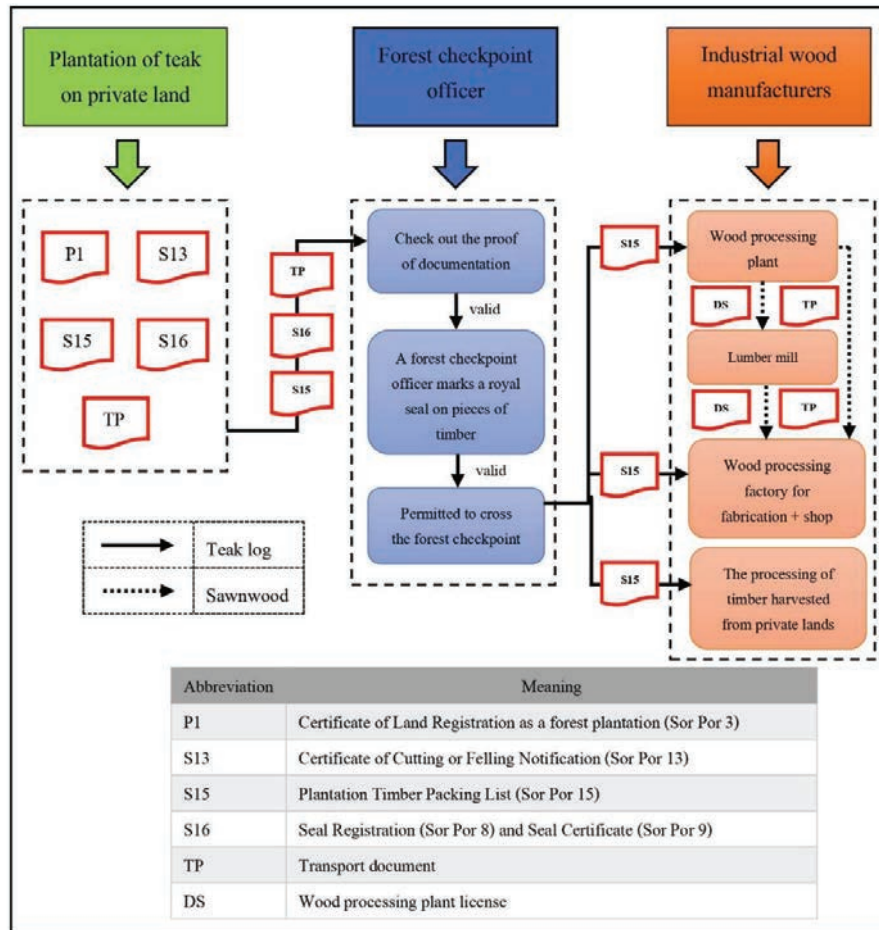 Plantation of teak
on private land
Forest checkpoint
officer
Industrial wood
manufacturers
P1
S13
S15
S16
TP
TP
S16
S15
Check out the proof
of documentation
valid
A forest checkpoint
officer marks a royal
seal on pieces of
timber
valid
Permitted to cross
the forest checkpoint
S15
S15
S15
Wood processing
plant
DS
TP
Lumber mill
DS
TP
Wood processing
factory for
fabrication + shop
The processing of
timber harvested
from private lands
Teak log
Sawnwood
Abbreviation Meaning
P1 Certificate of Land Registration as a forest plantation (Sor Por 3)
S13 Certificate of Cutting or Felling Notification (Sor Por 13)
S15 Plantation Timber Packing List (Sor Por 15)
S16 Seal Registration (Sor Por 8) and Seal Certificate (Sor Por 9)
TP Transport document
DS Wood processing plant license